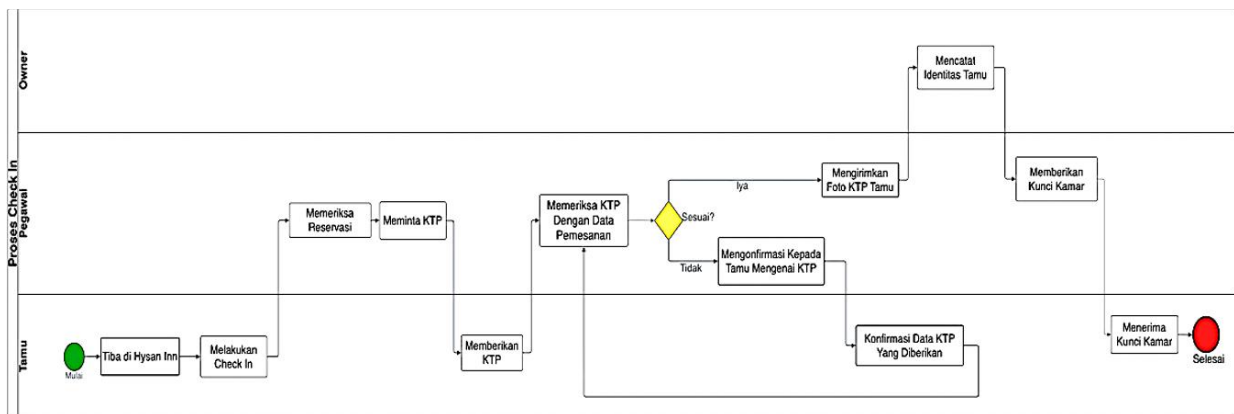 Proses Check In
Owner
Mencatat
Identitas Tamu
Pegawai
Memeriksa
Reservasi
Meminta KTP
Memeriksa KTP
Dengan Data
Pemesanan
Sesuai?
Iya
Tidak
Mengirimkan
Foto KTP Tamu
Mengonfirmasi Kepada
Tamu Mengenai KTP
Memberikan
Kunci Kamar
Tamu
Mulai
Tiba di Hysan Inn
Melakukan
Check In
Memberikan
KTP
Konfirmasi Data KTP
Yang Diberikan
Menerima
Kunci Kamar
Selesai